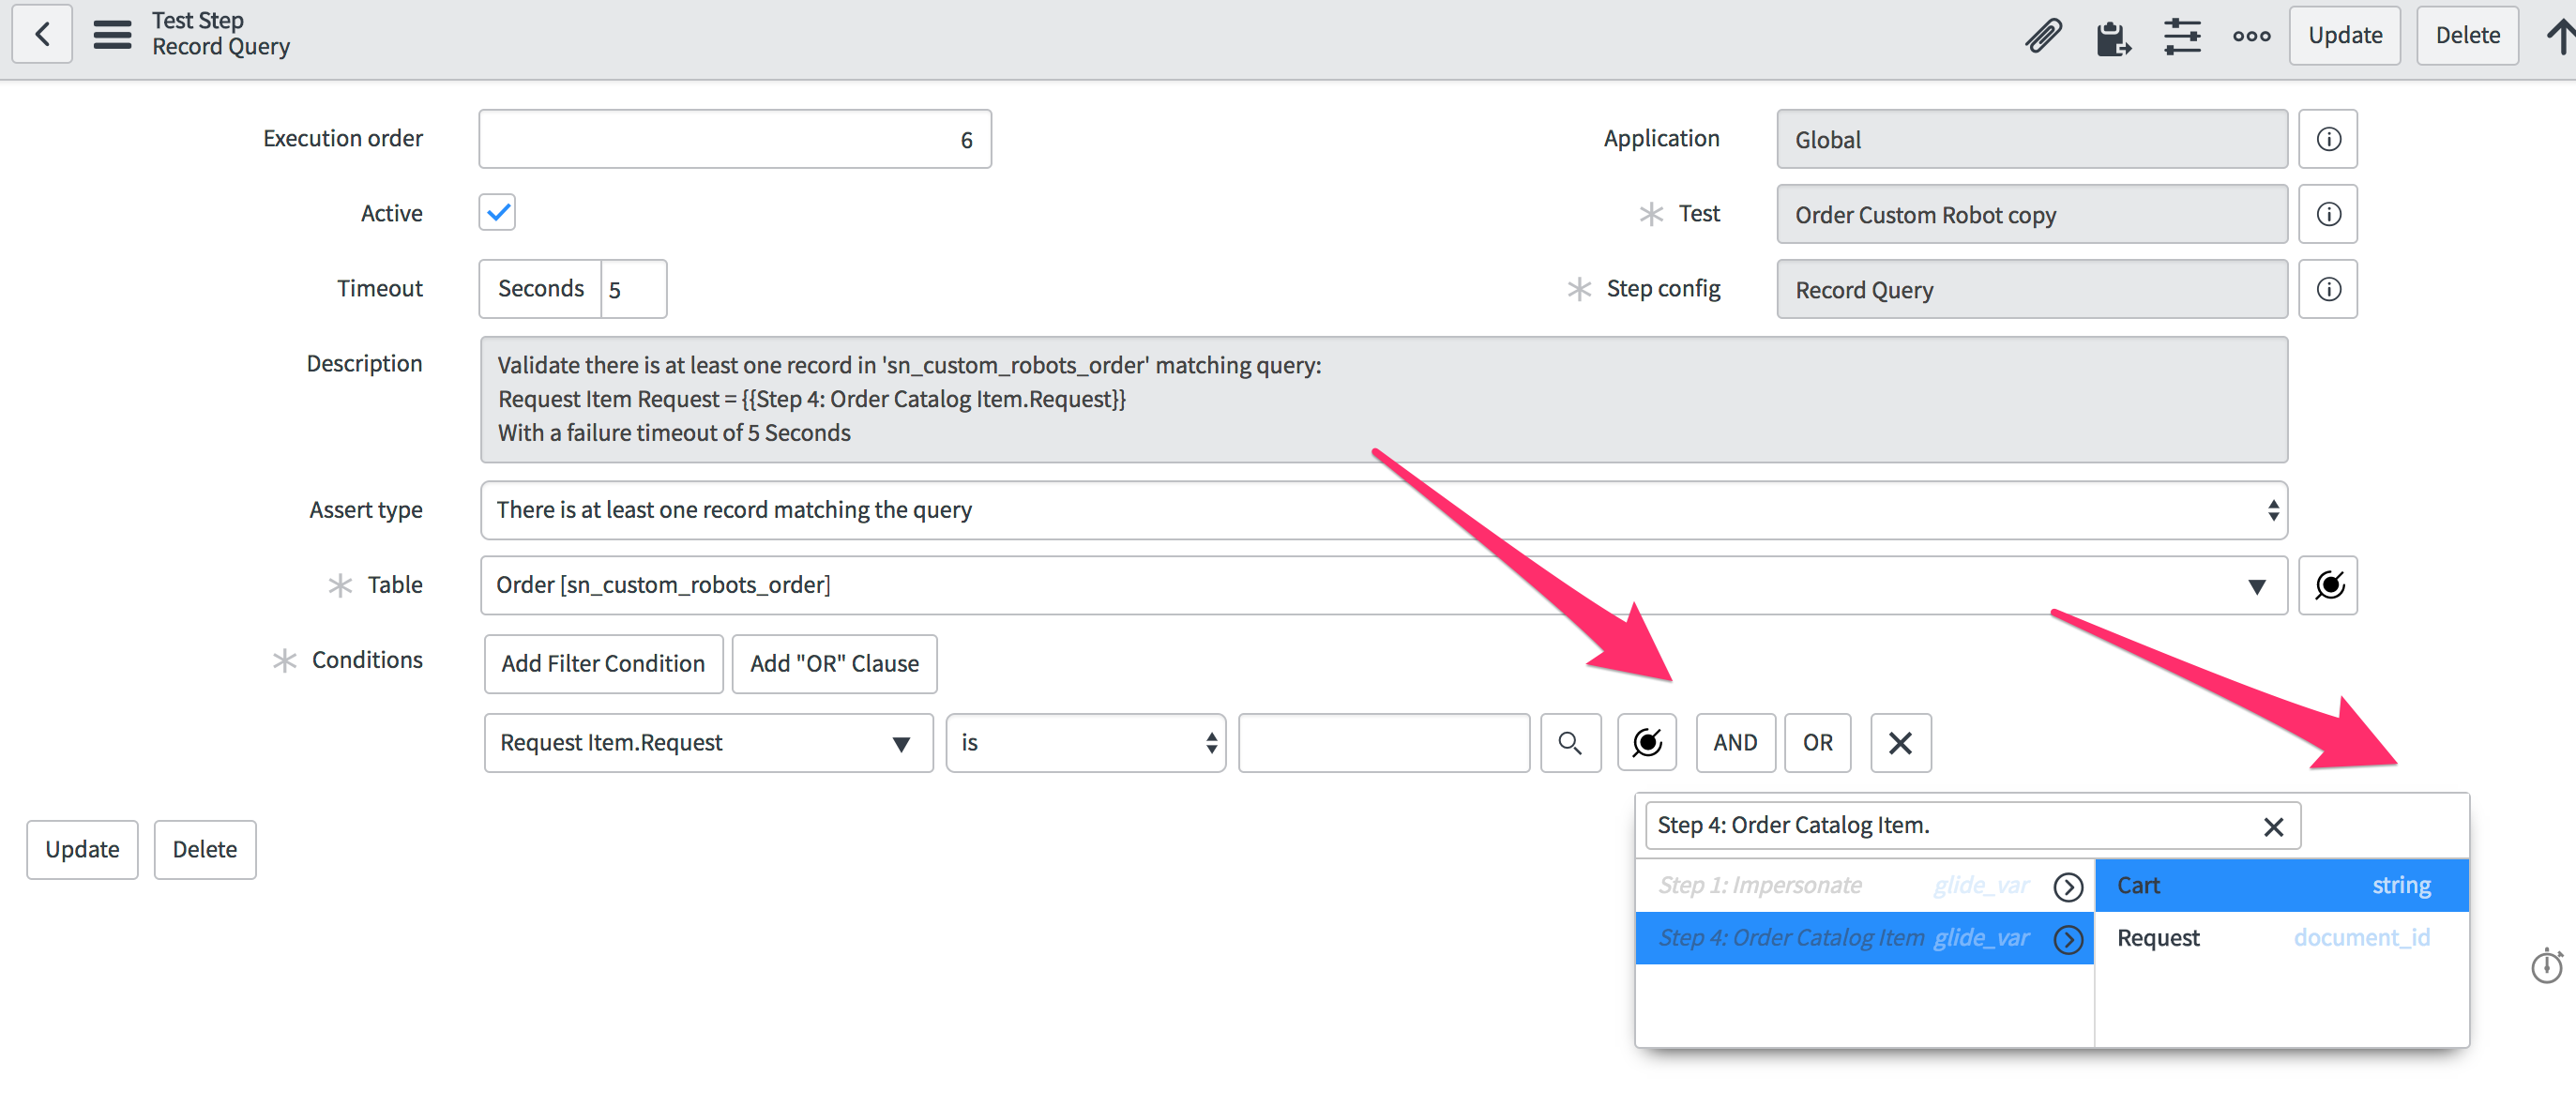 Test Step
Record Query
Update
Delete
Execution order
6
Application
Global
Active
Test
Order Custom Robot copy
Timeout
Seconds
5
Step config
Record Query
Description
Validate there is at least one record in 'sn_custom_robots_order' matching query:
Request Item Request = {{Step 4: Order Catalog Item.Request}}
With a failure timeout of 5 Seconds
Assert type
There is at least one record matching the query
Table
Order [sn_custom_robots_order]
Conditions
Add Filter Condition
Add "OR" Clause
Request Item.Request
is
AND
OR
Step 4: Order Catalog Item.
Update
Delete
Step 1: Impersonate
glide_var
Cart
string
Step 4: Order Catalog Item
glide_var
Request
document_id